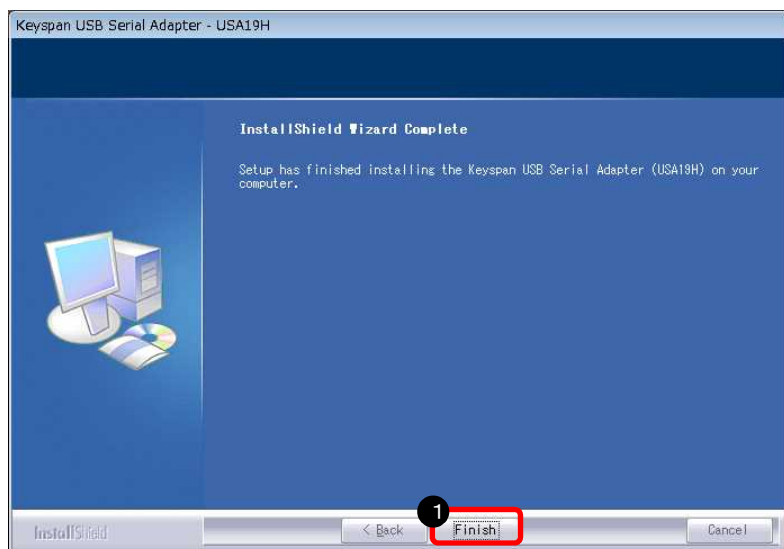 Keyspan USB Serial Adapter - USA19H
InstallShield Wizard Complete
Setup has finished installing the Keyspan USB Serial Adapter (USA19H) on your
computer.
1
InstallShield
< Back
Finish
Cancel